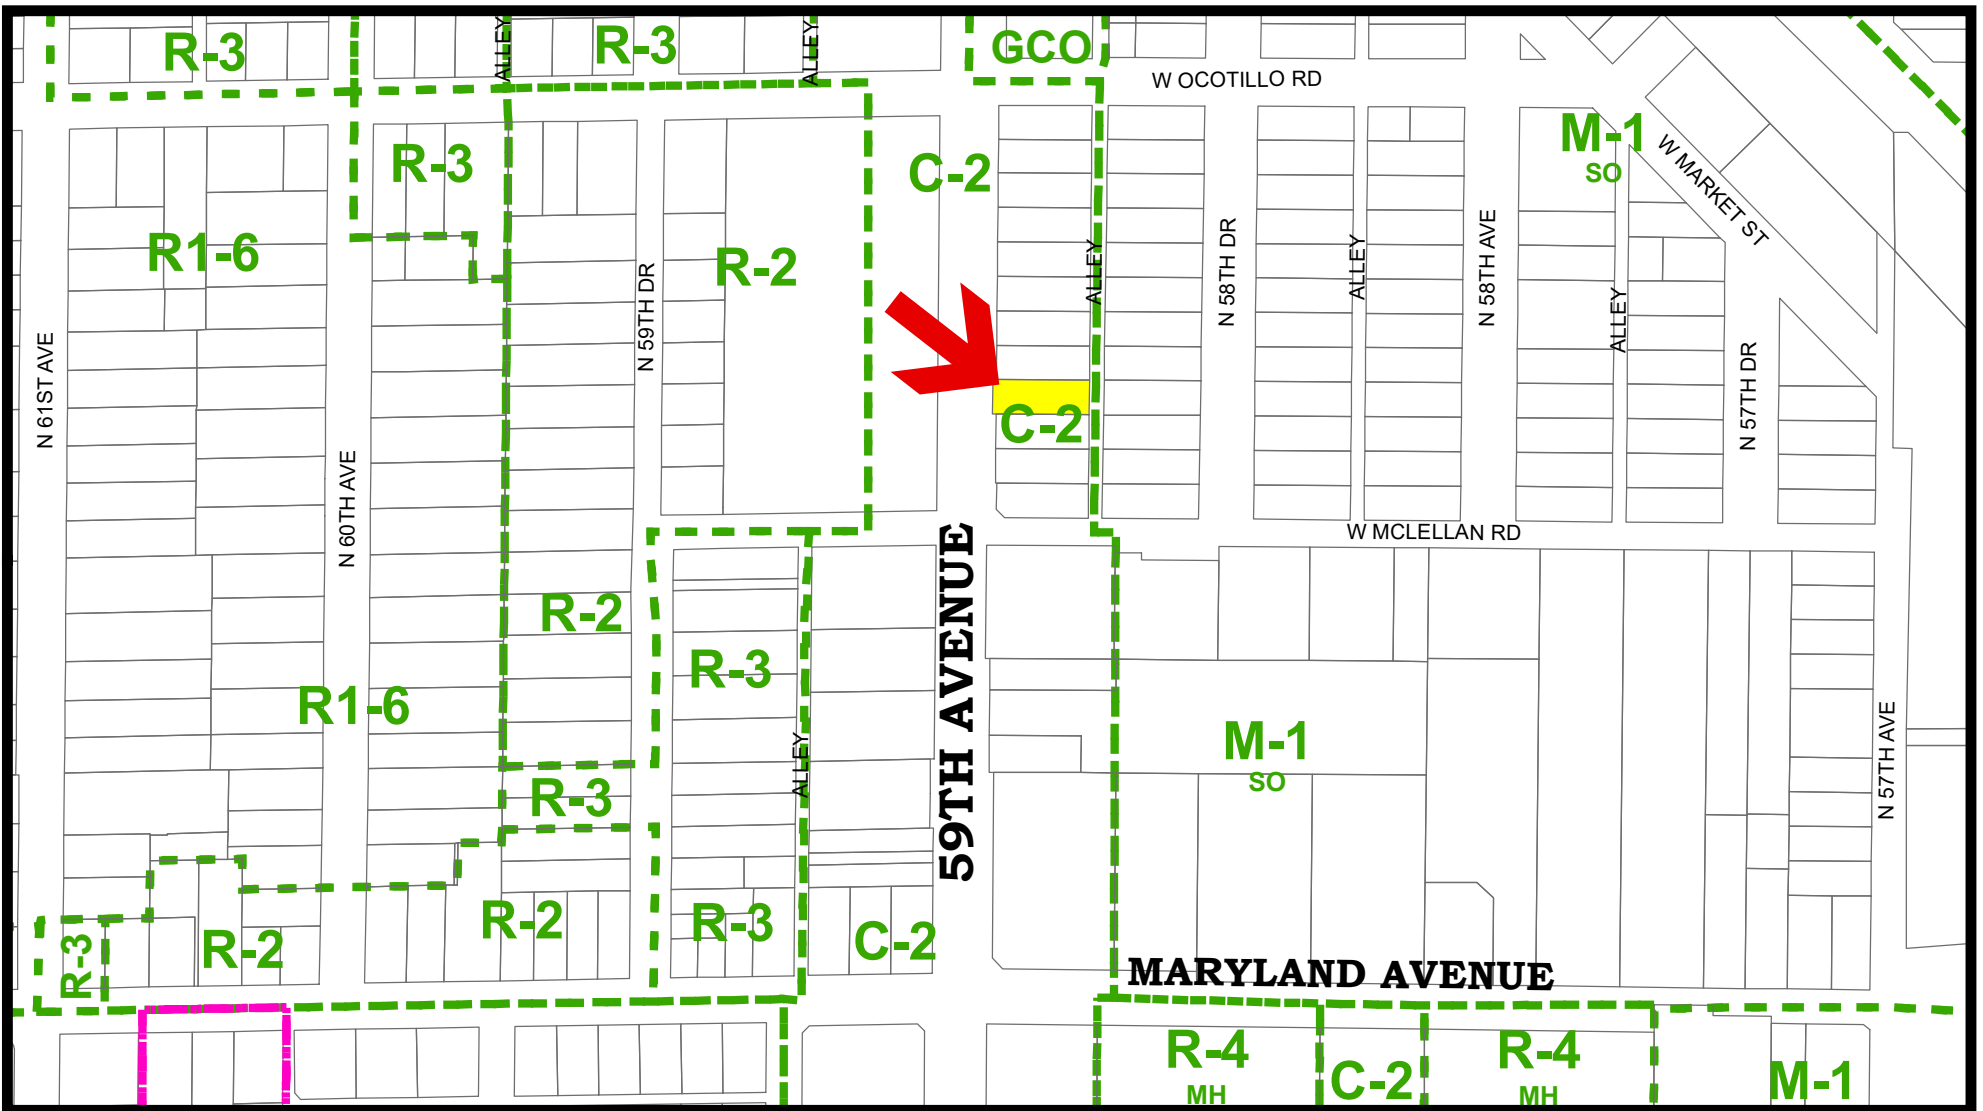 R-3
ALLEY
R-3
ALLEY
GCO
W OCOTILLO RD
R-3
C-2
M-1
SO
W MARKET ST
R1-6
R-2
ALLEY
N 58TH DR
ALLEY
N 58TH AVE
ALLEY
N 59TH DR
N 61ST AVE
N 57TH DR
C-2
N 60TH AVE
W MCLELLAN RD
59TH AVENUE
R-2
R-3
R1-6
M-1
SO
ALLEY
N 57TH AVE
R-3
R-3
R-2
R-2
R-3
C-2
MARYLAND AVENUE
R-4
MH
C-2
R-4
MH
M-1